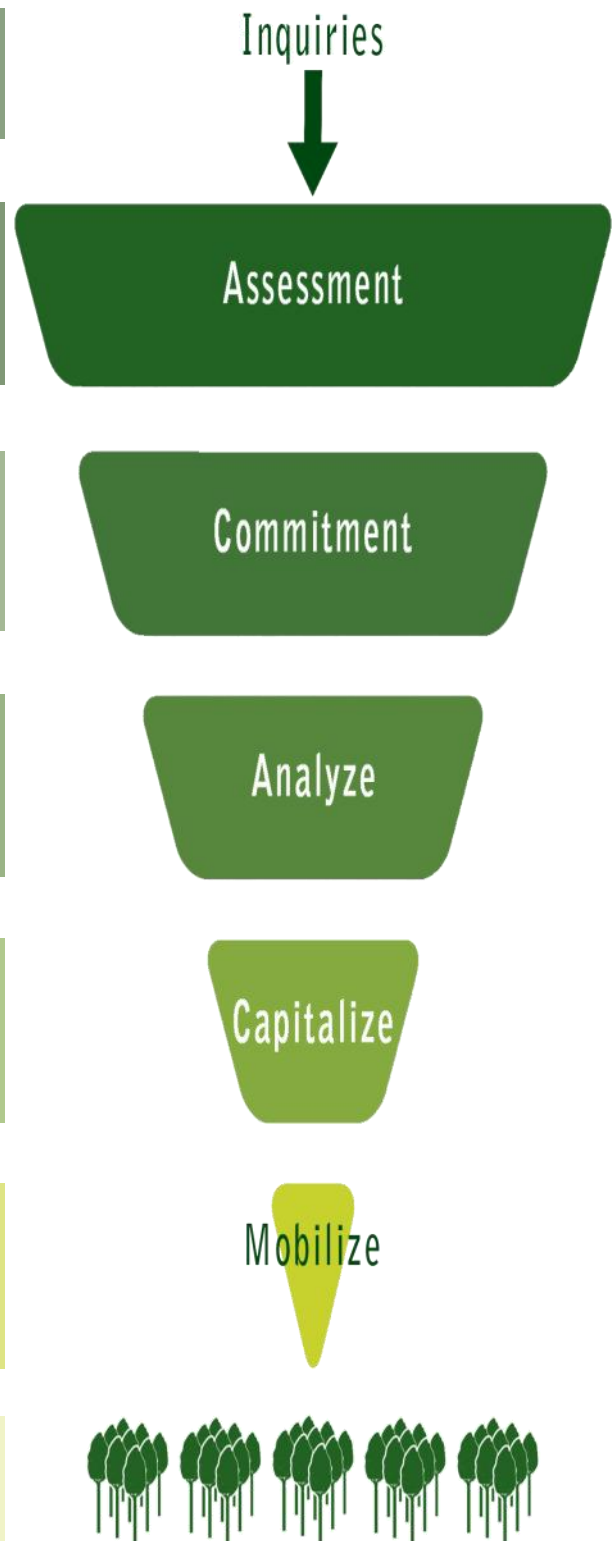 Inquiries
Assessment
Commitment
Analyze
Capitalize
Mobilize